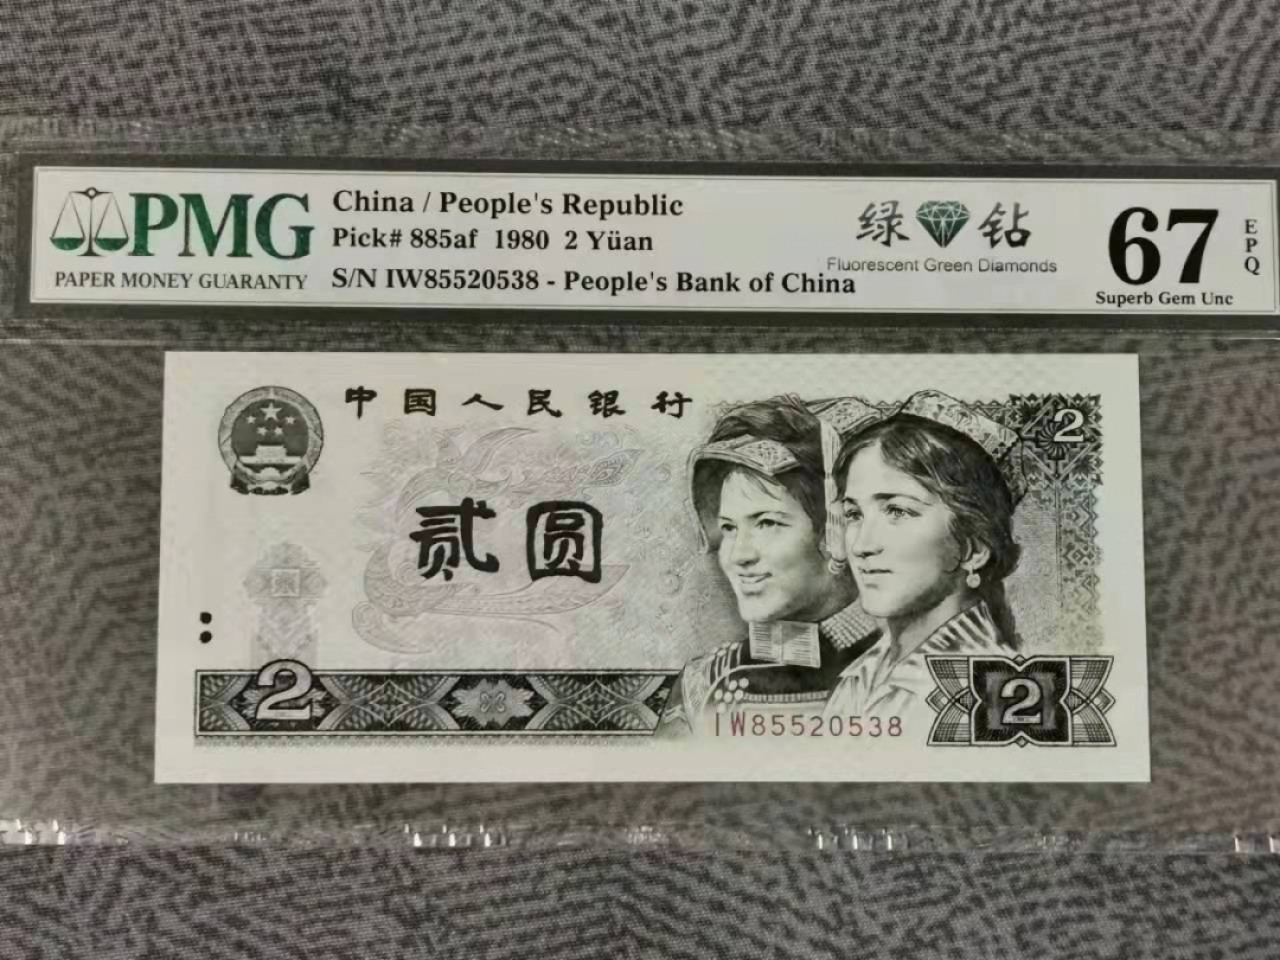 PMG
PAPER MONEY GUARANTY
China / People's Republic
Pick# 885af 1980 2 Yüan
S/N IW85520538 - People's Bank of China
绿 钻
Fluorescent Green Diamonds
67
EPQ
Superb Gem Unc
中国人民银行
2
贰圆
2
IW85520538
2